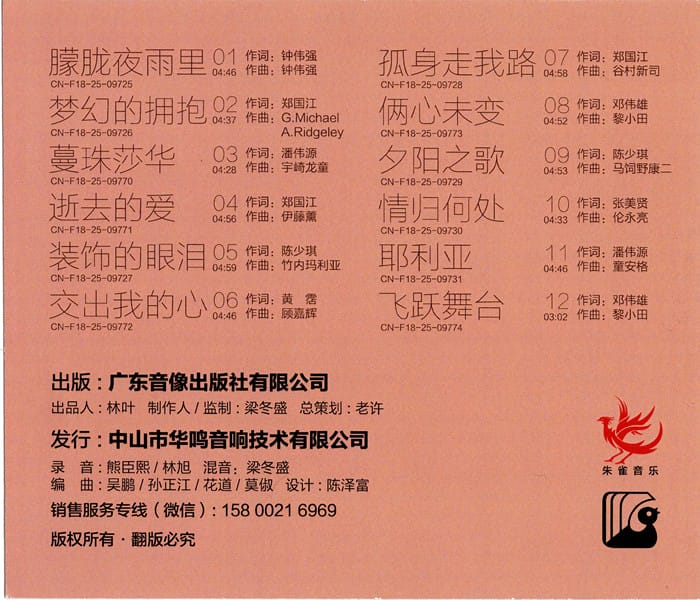 朦胧夜雨里 01 作词：钟伟强
04:46 作曲：钟伟强
CN-F18-25-09725
梦幻的拥抱 02 作词：郑国江
04:37 作曲：G.Michael
A.Ridgeley
CN-F18-25-09726
蔓珠莎华 03 作词：潘伟源
04:28 作曲：宇崎龙童
CN-F18-25-09770
逝去的爱 04 作词：郑国江
04:56 作曲：伊藤薰
CN-F18-25-09771
装饰的眼泪 05 作词：陈少琪
04:59 作曲：竹内玛利亚
CN-F18-25-09727
交出我的心 06 作词：黄霑
04:46 作曲：顾嘉辉
CN-F18-25-09772
孤身走我路 07 作词：郑国江
04:58 作曲：谷村新司
CN-F18-25-09728
俩心未变 08 作词：邓伟雄
04:52 作曲：黎小田
CN-F18-25-09773
夕阳之歌 09 作词：陈少琪
04:53 作曲：马饲野康二
CN-F18-25-09729
情归何处 10 作词：张美贤
04:33 作曲：伦永亮
CN-F18-25-09730
耶利亚 11 作词：潘伟源
04:46 作曲：童安格
CN-F18-25-09731
飞跃舞台 12 作词：邓伟雄
03:02 作曲：黎小田
CN-F18-25-09774
出版：广东音像出版社有限公司
出品人：林叶 制作人/监制：梁冬盛 总策划：老许
发行：中山市华鸣音响技术有限公司
录 音：熊臣熙/林旭 混音：梁冬盛
编 曲：吴鹏/孙正江/花道/莫俶 设计：陈泽富
销售服务专线（微信）：158 0021 6969
版权所有·翻版必究
朱雀音乐